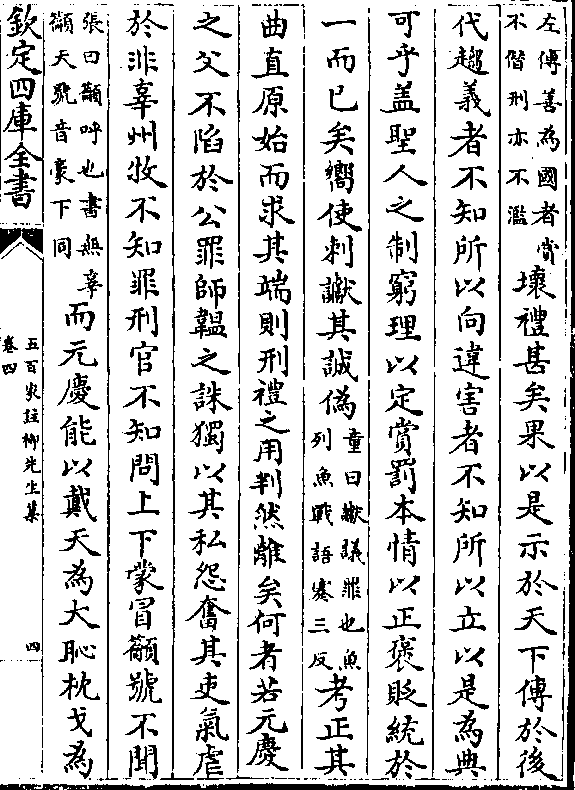 左傳善為國者賞
不僭刑亦不濫
壞禮甚矣果以是示於天下傳於後
代趨義者不知所以向違害者不知所以立以是為典
可乎盖聖人之制窮理以定賞罰本情以正褒貶統於
一而已矣嚮使刺讞其誠偽
童曰讞議罪也魚
列魚戰語蹇三反
考正其
曲直原始而求其端則刑禮之用判然離矣何者若元慶
之父不䧟於公罪師韞之誅獨以其私怨奮其吏氣虐
於非辜州牧不知罪刑官不知問上下蒙冒籲號不聞
張曰籲呼也書無辜
籲天號音豪下同
而元慶能以戴天為大恥枕戈為
欽定四庫全書
五百家註柳先生集
卷四
四